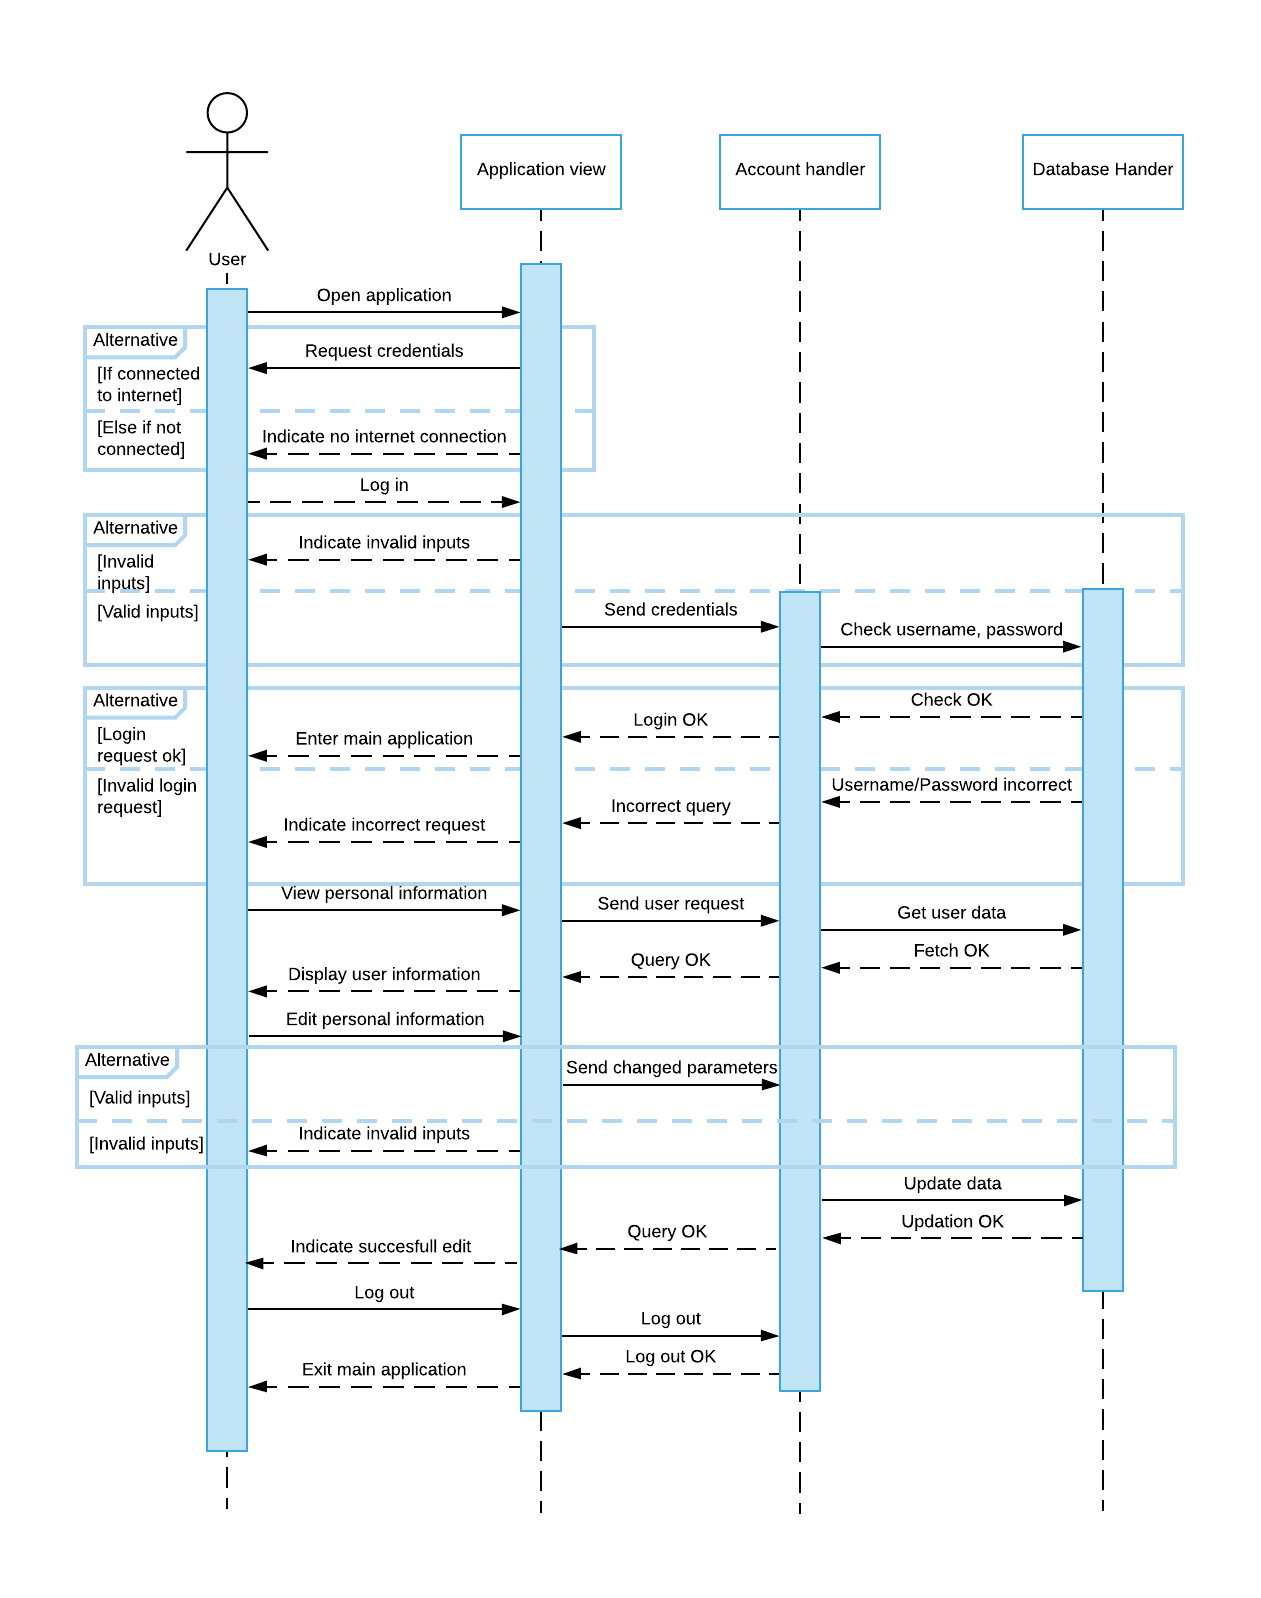 Application view
Account handler
Database Hander
User
Open application
Alternative
Request credentials
[If connected
to internet]
[Else if not
connected]
Indicate no internet connection
Log in
Alternative
Indicate invalid inputs
[Invalid
inputs]
[Valid inputs]
Send credentials
Check username, password
Alternative
Check OK
Login OK
[Login
request ok]
Enter main application
[Invalid login
request]
Username/Password incorrect
Incorrect query
Indicate incorrect request
View personal information
Send user request
Get user data
Fetch OK
Query OK
Display user information
Edit personal information
Alternative
Send changed parameters
[Valid inputs]
Indicate invalid inputs
[Invalid inputs]
Update data
Updation OK
Query OK
Indicate succesfull edit
Log out
Log out
Log out OK
Exit main application